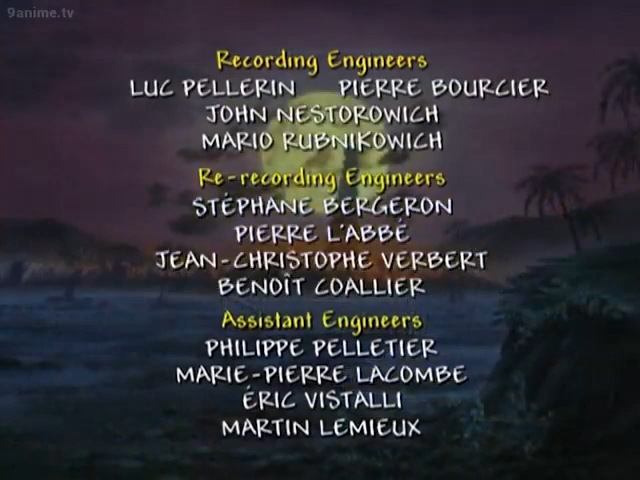 9anime.tv
Recording Engineers
LUC PELLERIN PIERRE BOURCIER
JOHN NESTOROWICH
MARIO RUBNIKOWICH
Re-recording Engineers
STÉPHANE BERGERON
PIERRE L'ABBÉ
JEAN-CHRISTOPHE VERBERT
BENOÎT COALLIER
Assistant Engineers
PHILIPPE PELLETIER
MARIE-PIERRE LACOMBE
ÉRIC VISTALLI
MARTIN LEMIEUX